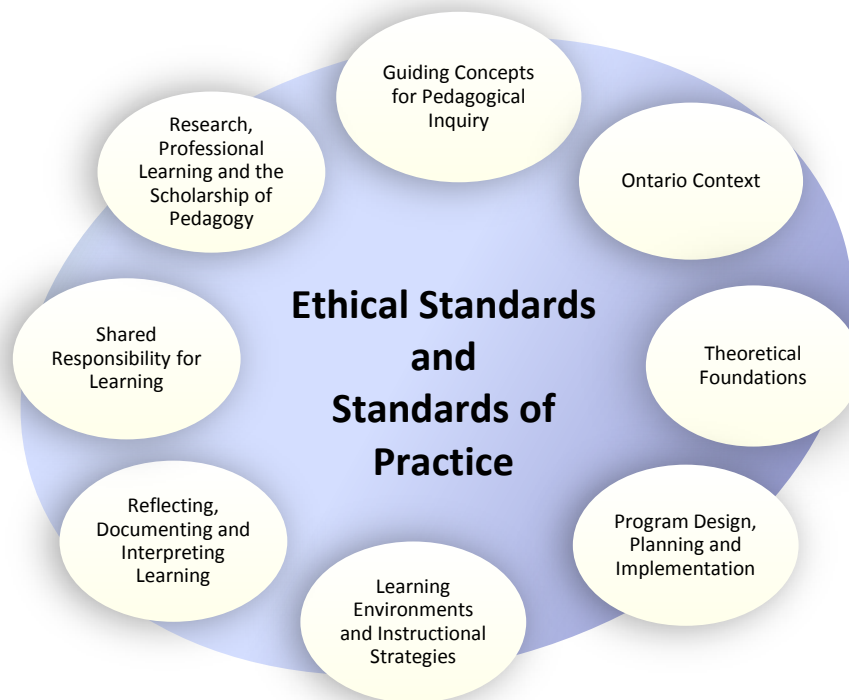 Guiding Concepts
for Pedagogical
Inquiry
Ontario Context
Theoretical
Foundations
Program Design,
Planning and
Implementation
Learning
Environments
and Instructional
Strategies
Reflecting,
Documenting and
Interpreting
Learning
Shared
Responsibility for
Learning
Research,
Professional
Learning and the
Scholarship of
Pedagogy
Ethical Standards
and
Standards of
Practice